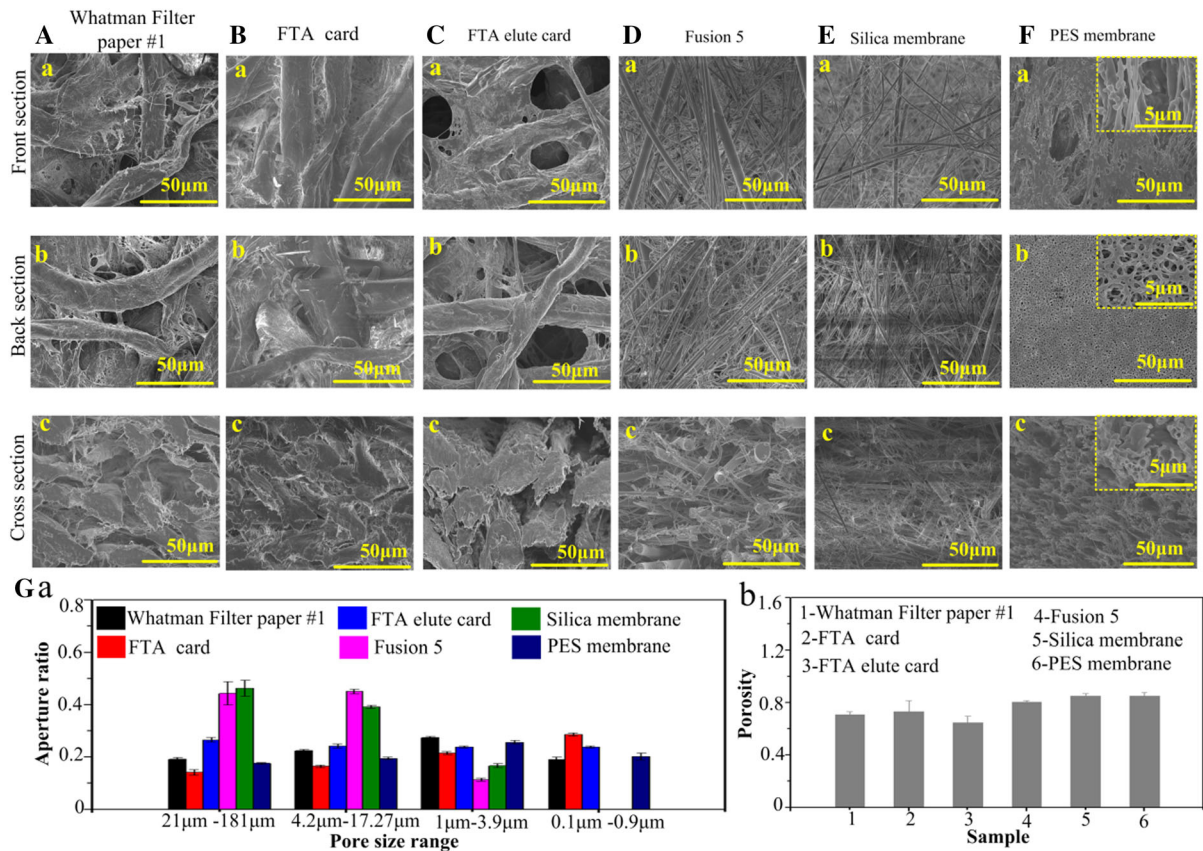 A Whatman Filter paper #1
B FTA card
C FTA elute card
D Fusion 5
E Silica membrane
F PES membrane
Front section
a 50μm
a 50μm
a 50μm
a 50μm
a 50μm
a 5μm 50μm
Back section
b 50μm
b 50μm
b 50μm
b 50μm
b 50μm
b 5μm 50μm
Cross section
c 50μm
c 50μm
c 50μm
c 50μm
c 50μm
c 5μm 50μm
G a
Aperture ratio
0.8
0.6
0.4
0.2
0
Whatman Filter paper #1
FTA card
FTA elute card
Fusion 5
Silica membrane
PES membrane
21μm -181μm 4.2μm-17.27μm 1μm-3.9μm 0.1μm -0.9μm
Pore size range
b
Porosity
1.6
1.2
0.8
0.4
0
1-Whatman Filter paper #1
2-FTA card
3-FTA elute card
4-Fusion 5
5-Silica membrane
6-PES membrane
1 2 3 4 5 6
Sample